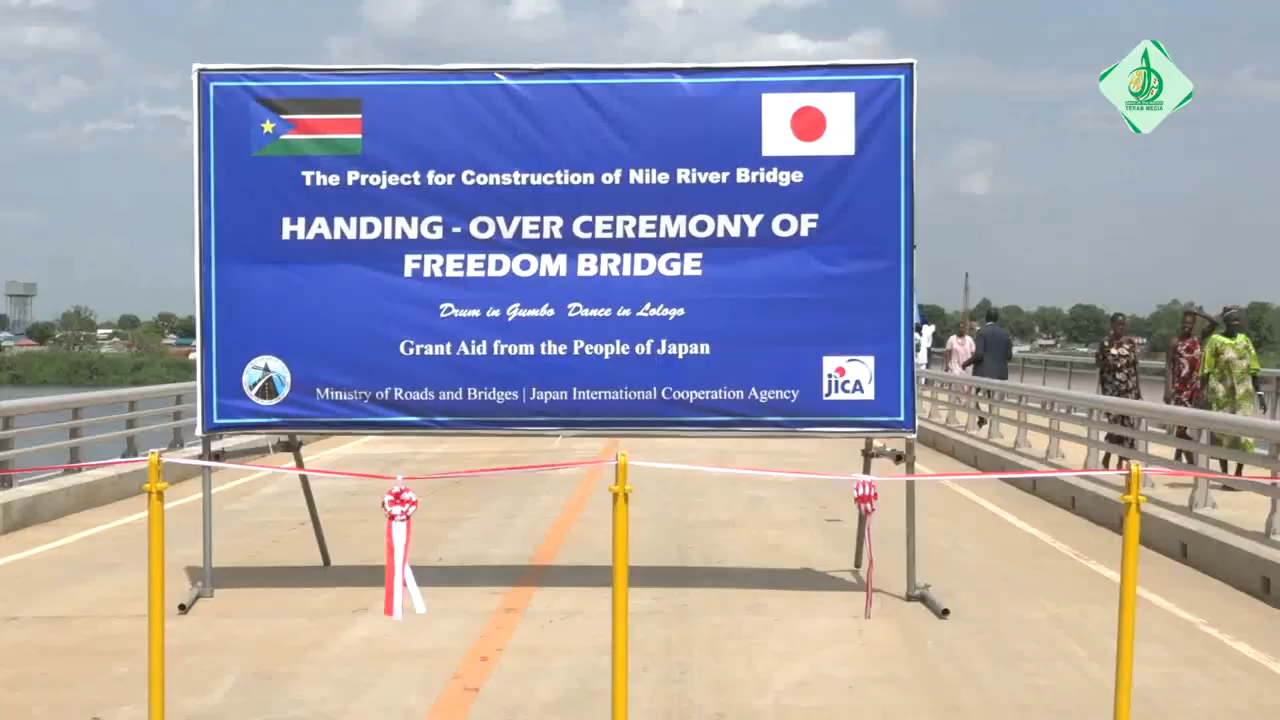 The Project for Construction of Nile River Bridge
HANDING - OVER CEREMONY OF
FREEDOM BRIDGE
Drum in Gumbo Dance in Lologo
Grant Aid from the People of Japan
Ministry of Roads and Bridges | Japan International Cooperation Agency
jICA
TERAB MEDIA